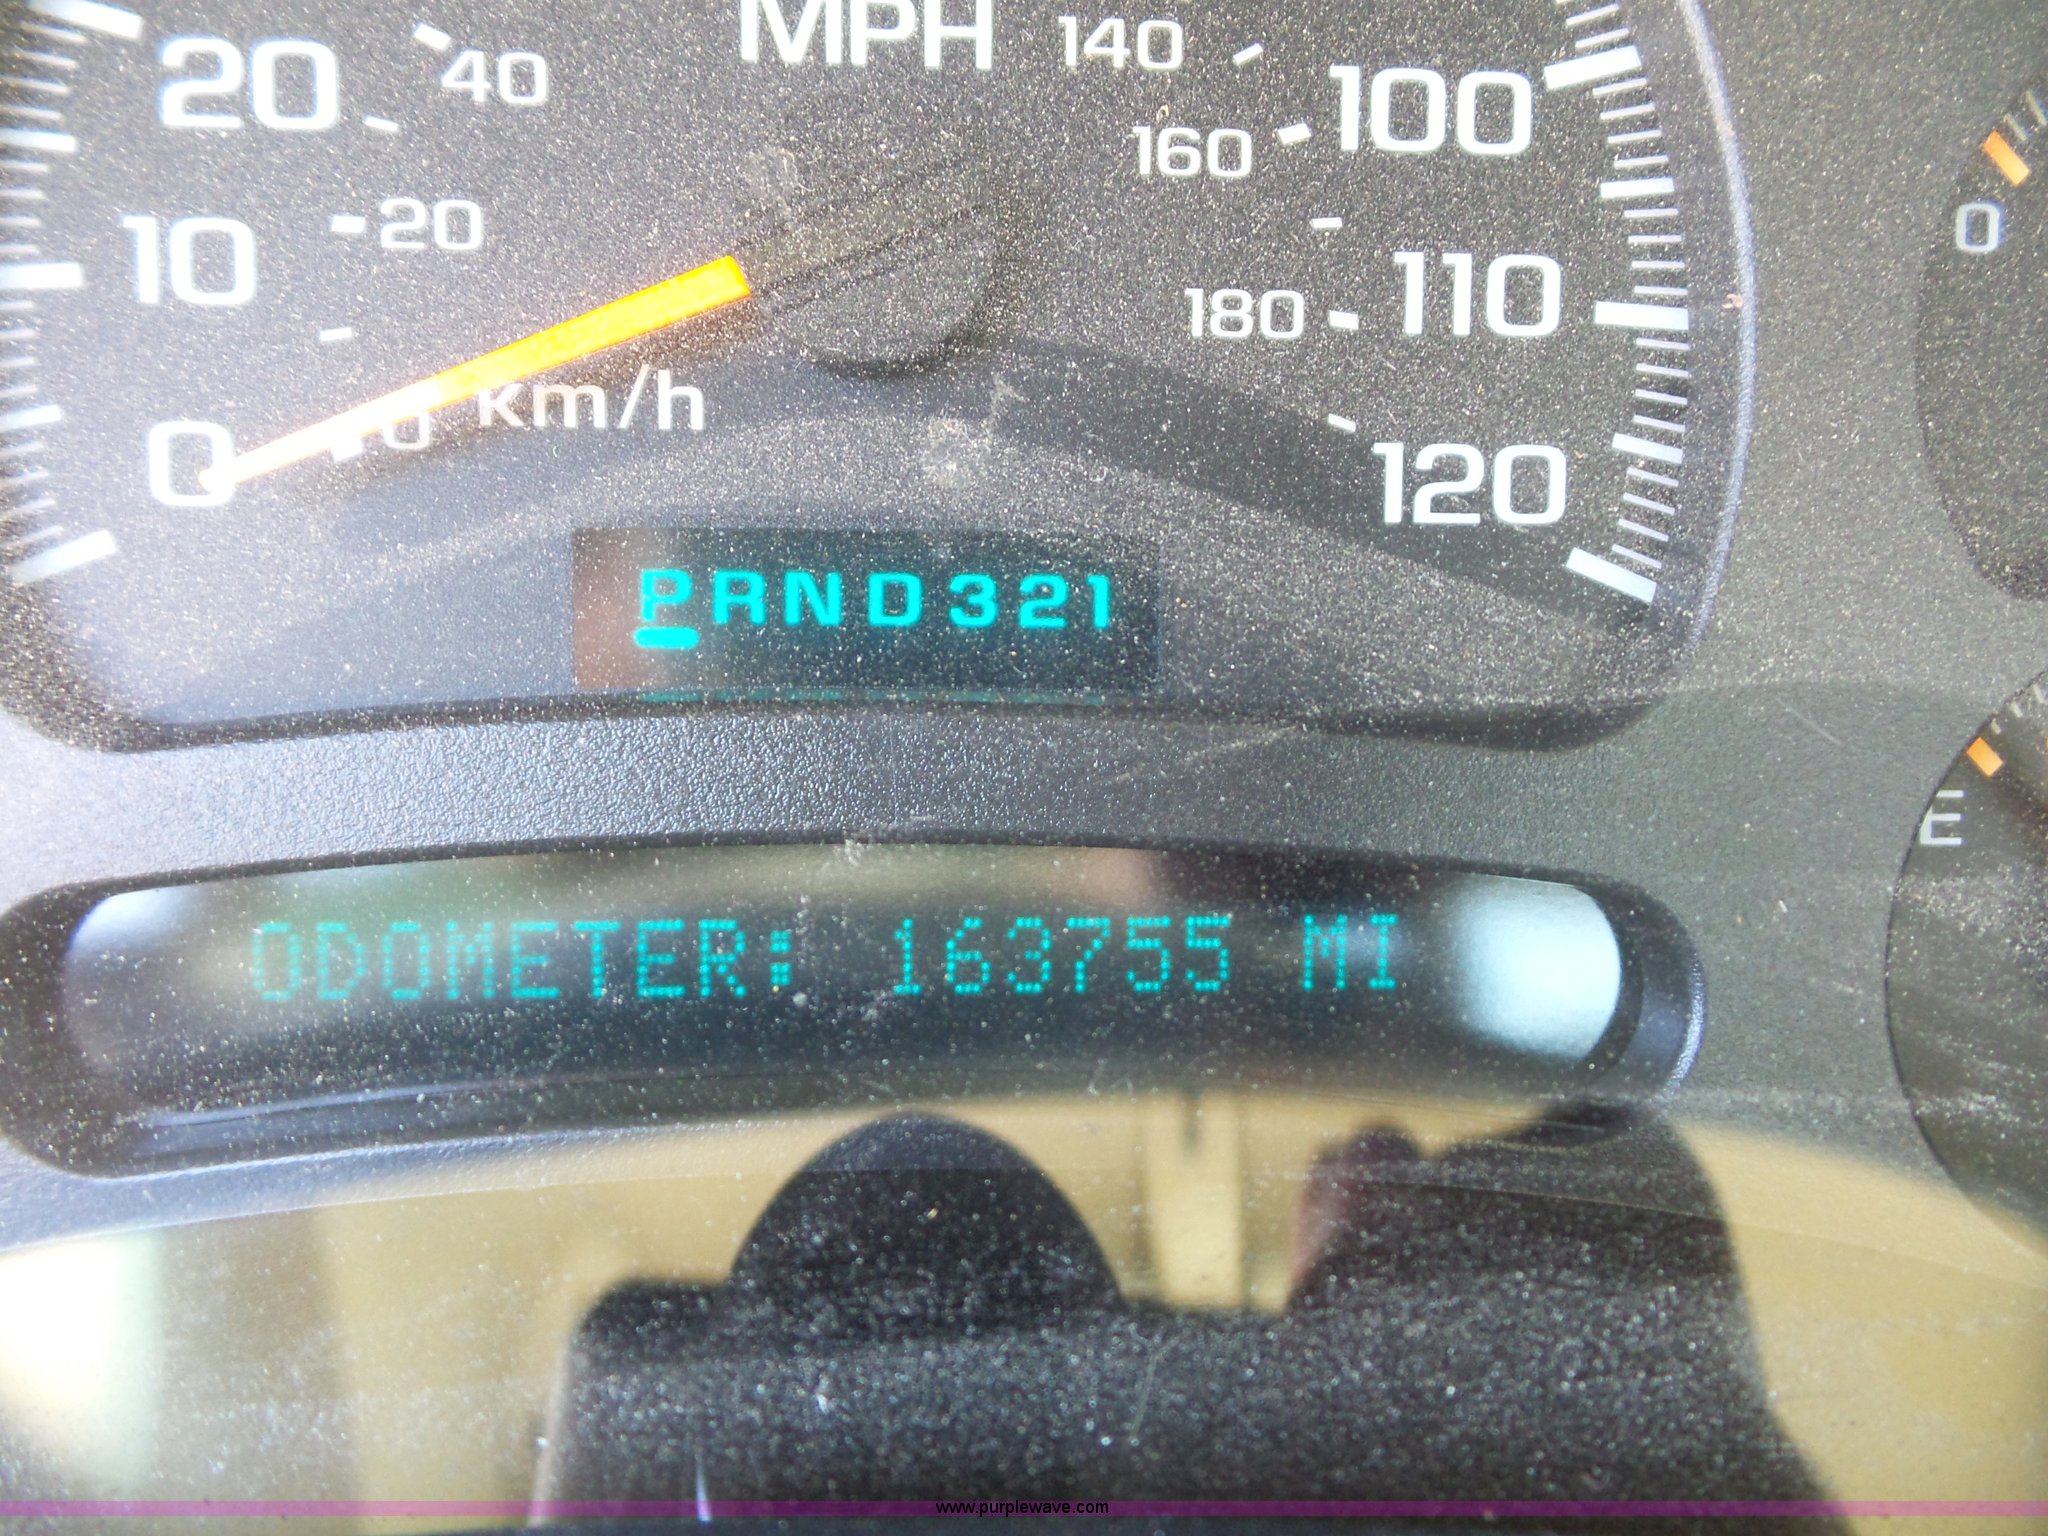 MPH
20 40 140 100
160
10 20 180 110 0
0 km/h 120
PRND321
E
ODOMETER: 163755 MI
www.purplewave.com